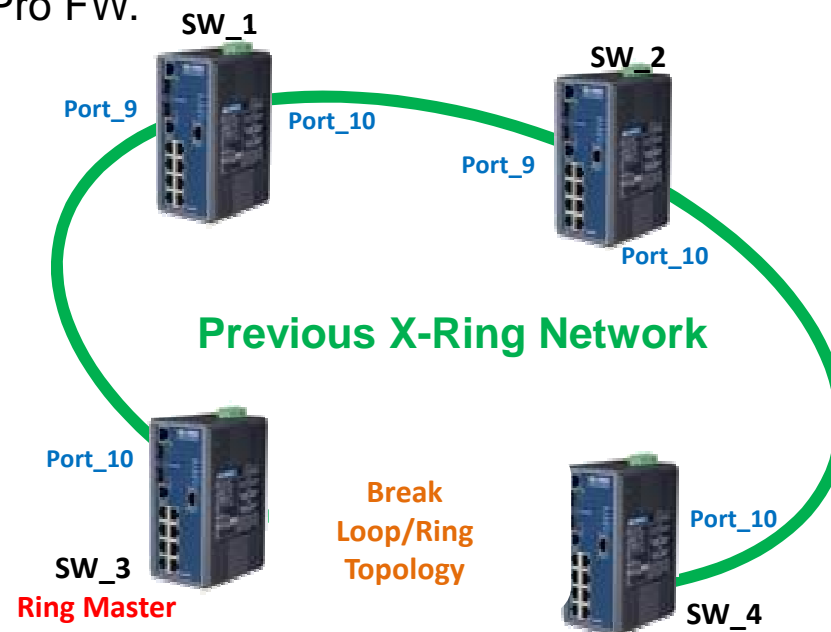 Pro FW.
SW_1
SW_2
Port_9
Port_10
Port_9
Port_10
Previous X-Ring Network
Port_10
Break
Loop/Ring
Topology
Port_10
SW_3
Ring Master
SW_4